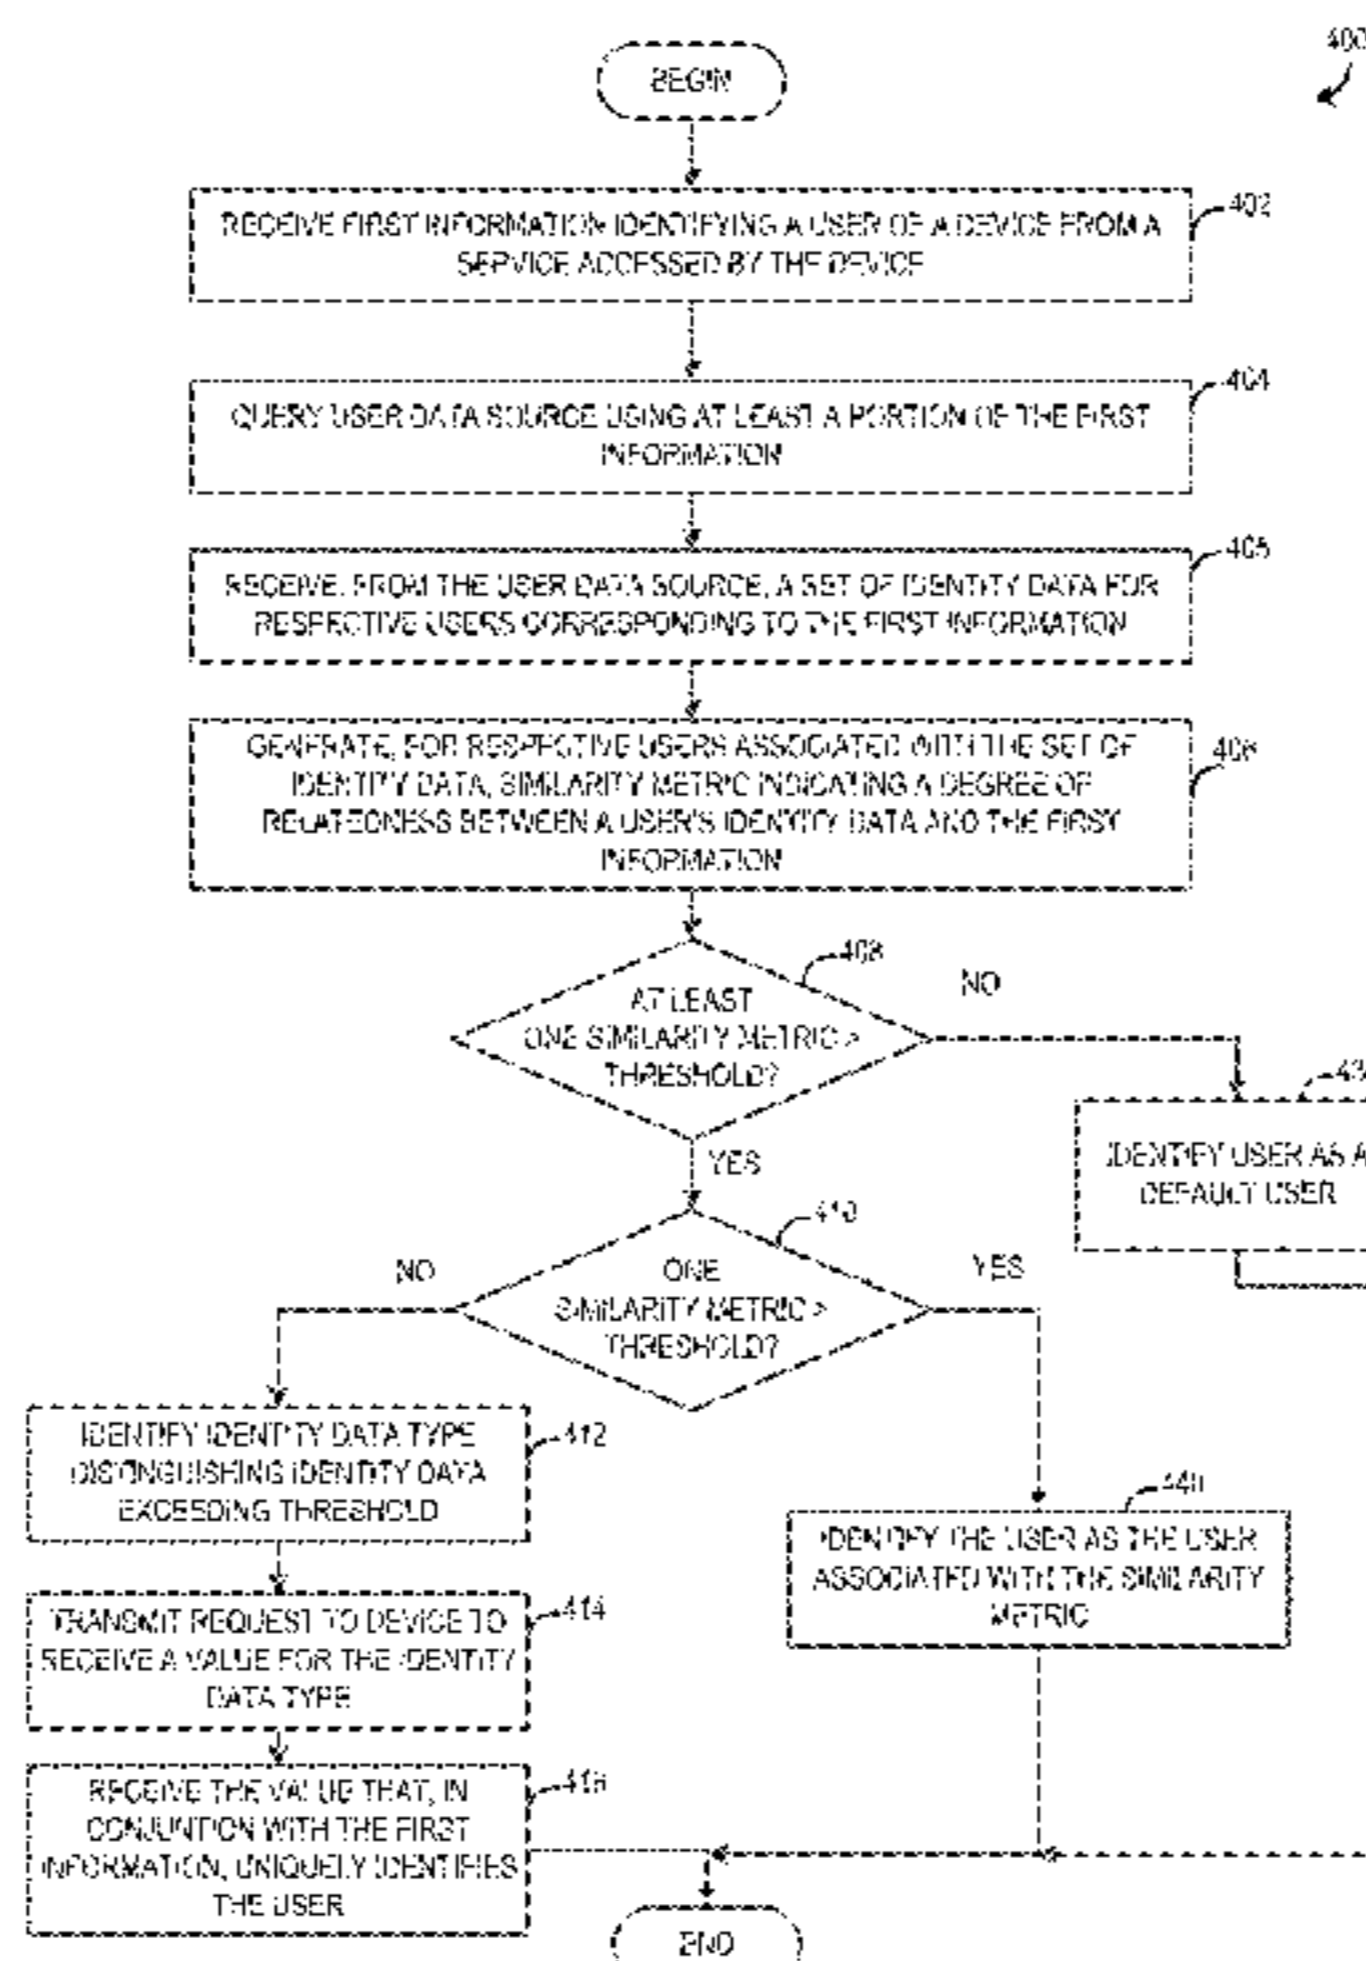 400
BEGIN
RECEIVE FIRST INFORMATION IDENTIFYING A USER OF A DEVICE FROM A
SERVICE ACCESSED BY THE DEVICE
402
QUERY USER DATA SOURCE USING AT LEAST A PORTION OF THE FIRST
INFORMATION
404
RECEIVE, FROM THE USER DATA SOURCE, A SET OF IDENTITY DATA FOR
RESPECTIVE USERS CORRESPONDING TO THE FIRST INFORMATION
405
GENERATE, FOR RESPECTIVE USERS ASSOCIATED WITH THE SET OF
IDENTITY DATA, SIMILARITY METRIC INDICATING A DEGREE OF
RELATEDNESS BETWEEN A USER'S IDENTITY DATA AND THE FIRST
INFORMATION
406
AT LEAST
ONE SIMILARITY METRIC >
THRESHOLD?
408
NO
YES
IDENTIFY USER AS A
DEFAULT USER
ONE
SIMILARITY METRIC >
THRESHOLD?
410
NO
YES
IDENTIFY IDENTITY DATA TYPE
DISTINGUISHING IDENTITY DATA
EXCEEDING THRESHOLD
412
IDENTIFY THE USER AS THE USER
ASSOCIATED WITH THE SIMILARITY
METRIC
440
TRANSMIT REQUEST TO DEVICE TO
RECEIVE A VALUE FOR THE IDENTITY
DATA TYPE
414
RECEIVE THE VALUE THAT, IN
CONJUNTION WITH THE FIRST
INFORMATION, UNIQUELY IDENTIFIES
THE USER
416
END